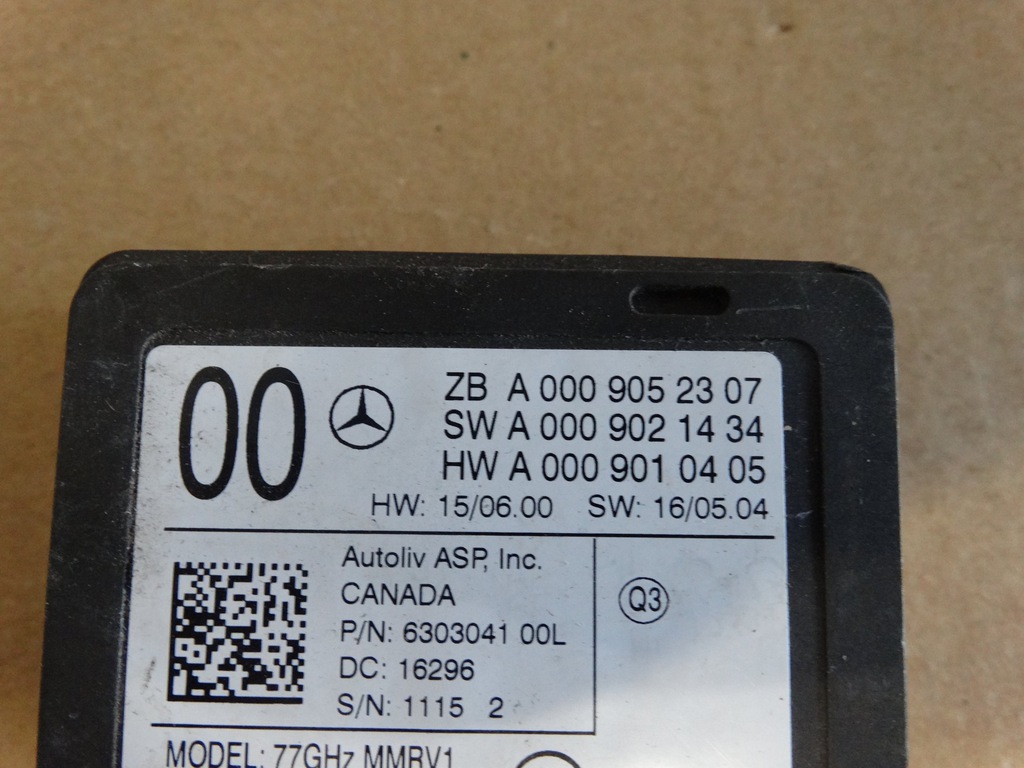 00
ZB A 000 905 23 07
SW A 000 902 14 34
HW A 000 901 04 05
HW: 15/06.00 SW: 16/05.04
Autoliv ASP, Inc.
CANADA
P/N: 6303041 00L
DC: 16296
S/N: 1115 2
Q3
MODEL: 77GHz MMRV1